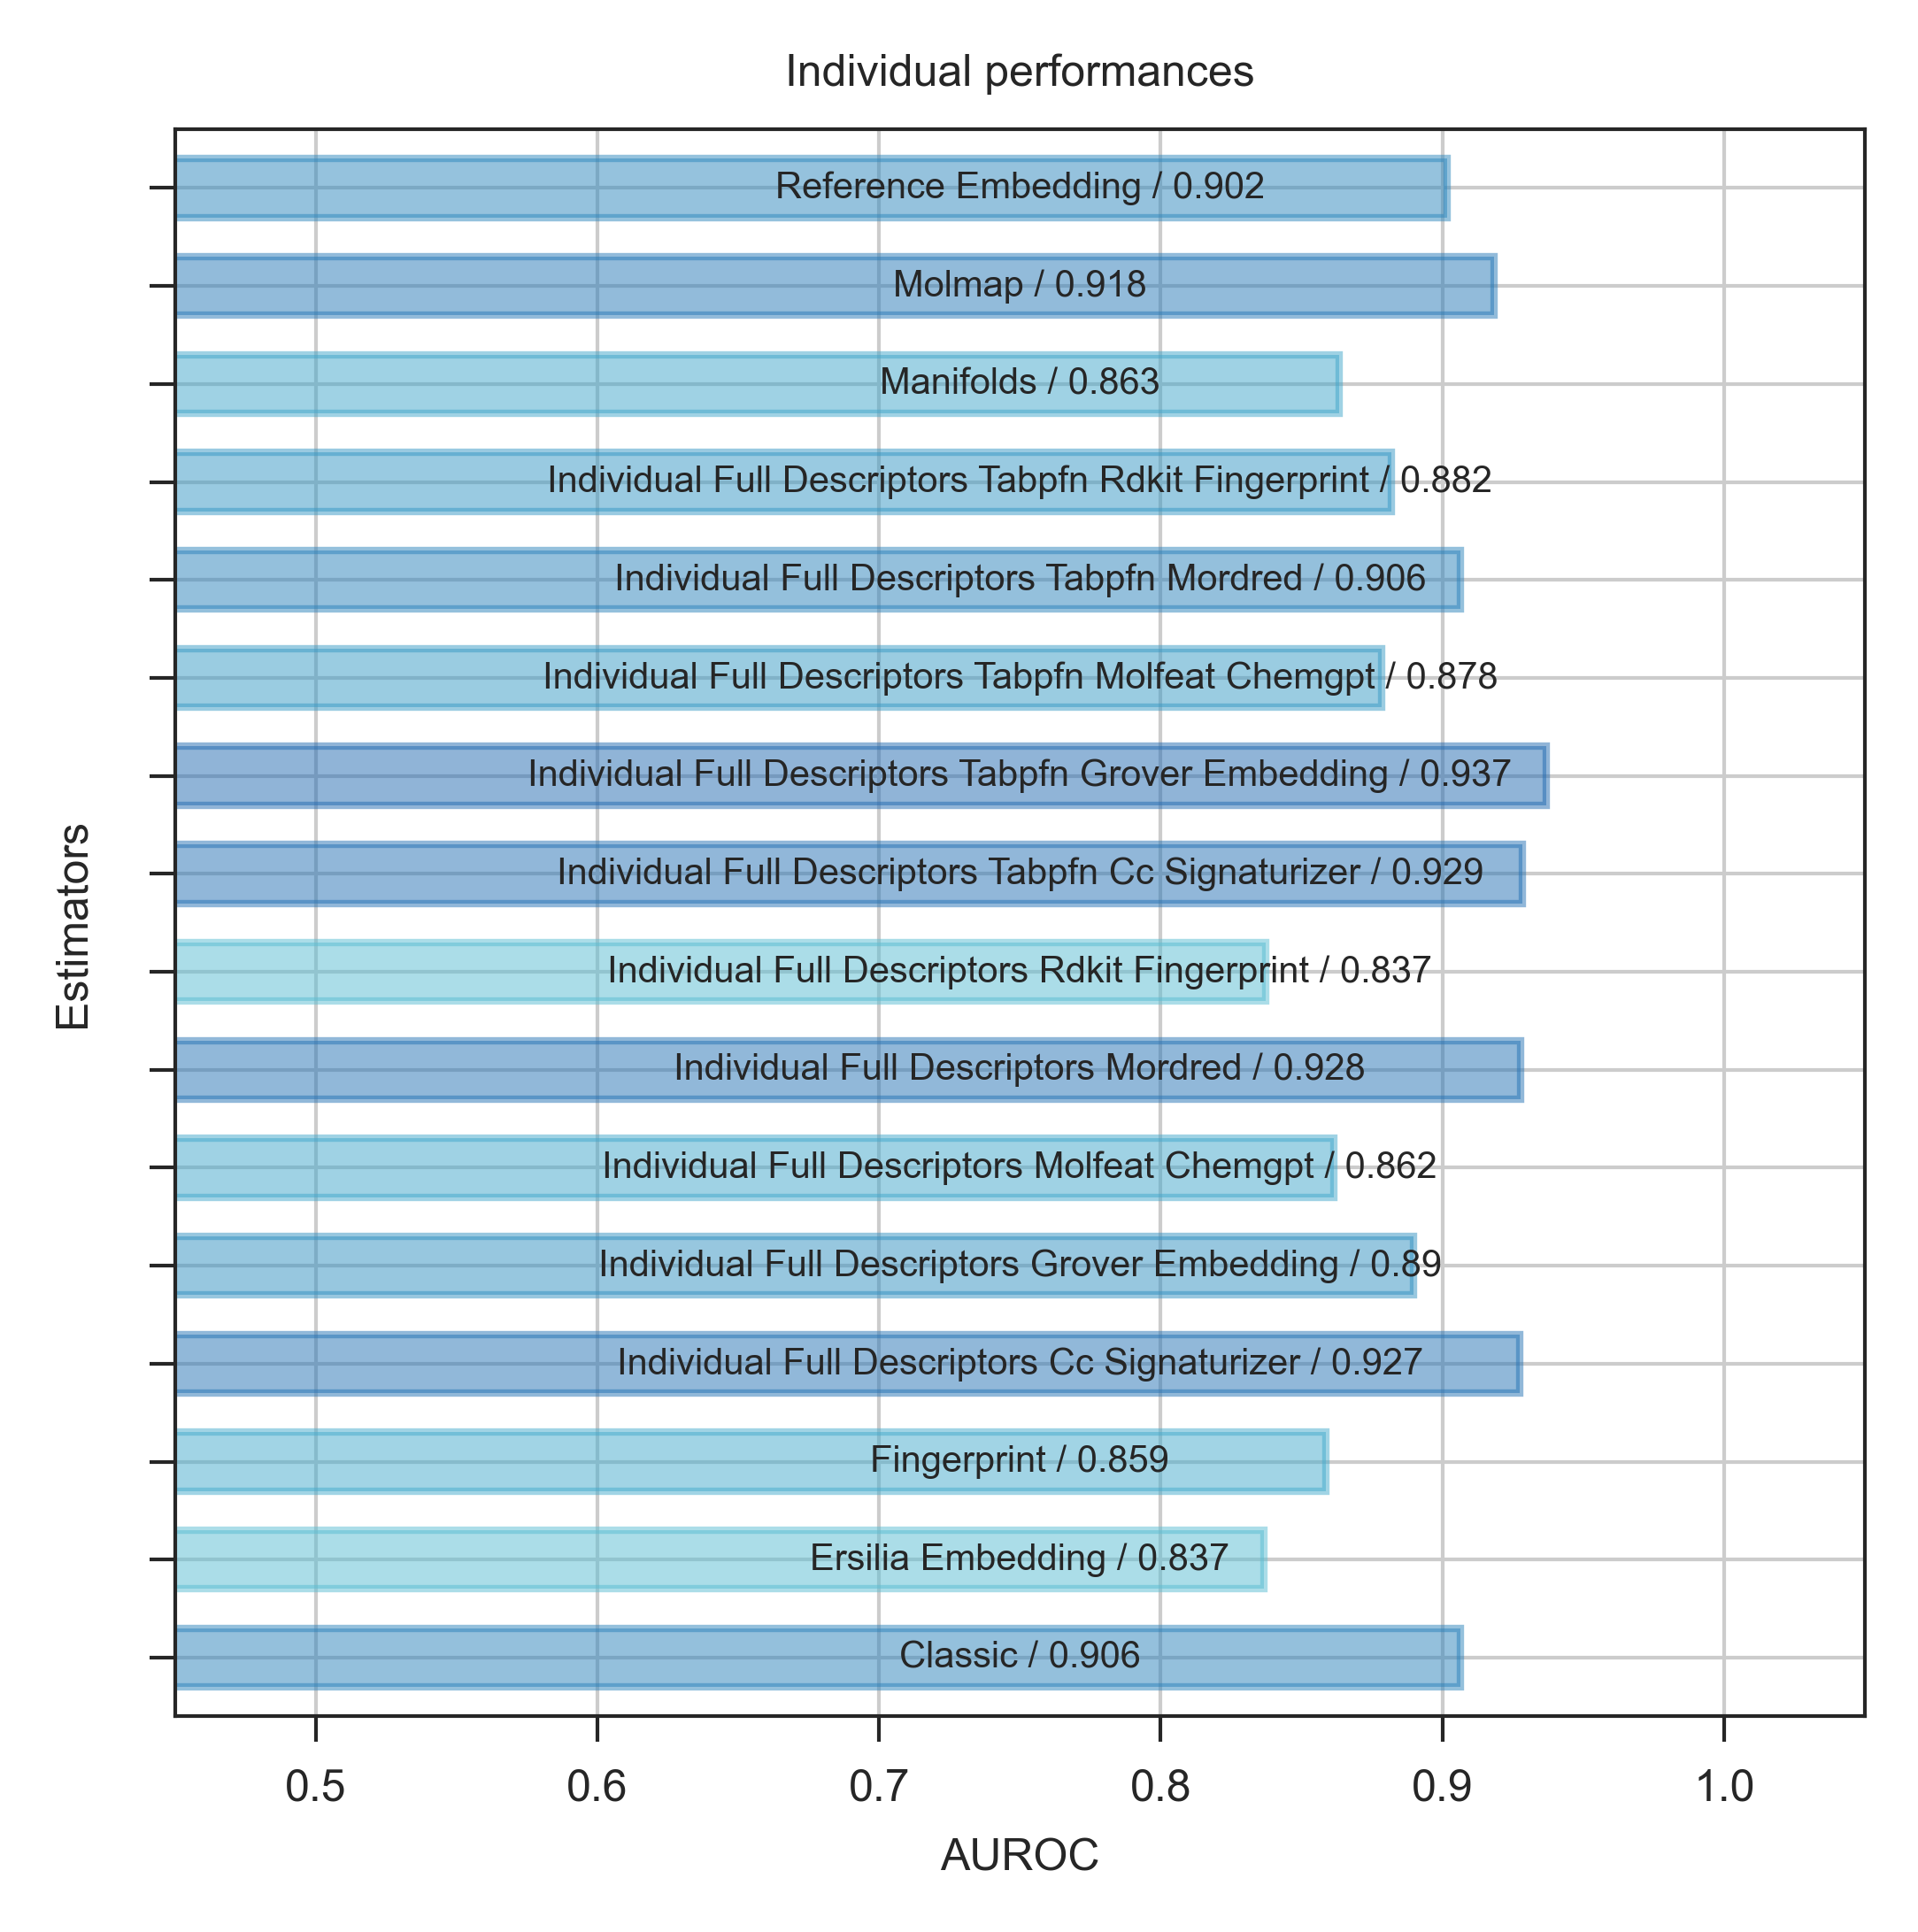 Individual performances
Reference Embedding / 0.902
Molmap / 0.918
Manifolds / 0.863
Individual Full Descriptors Tabpfn Rdkit Fingerprint / 0.882
Individual Full Descriptors Tabpfn Mordred / 0.906
Individual Full Descriptors Tabpfn Molfeat Chemgpt / 0.878
Individual Full Descriptors Tabpfn Grover Embedding / 0.937
Individual Full Descriptors Tabpfn Cc Signaturizer / 0.929
Individual Full Descriptors Rdkit Fingerprint / 0.837
Individual Full Descriptors Mordred / 0.928
Individual Full Descriptors Molfeat Chemgpt / 0.862
Individual Full Descriptors Grover Embedding / 0.89
Individual Full Descriptors Cc Signaturizer / 0.927
Fingerprint / 0.859
Ersilia Embedding / 0.837
Classic / 0.906
Estimators
0.5 0.6 0.7 0.8 0.9 1.0
AUROC